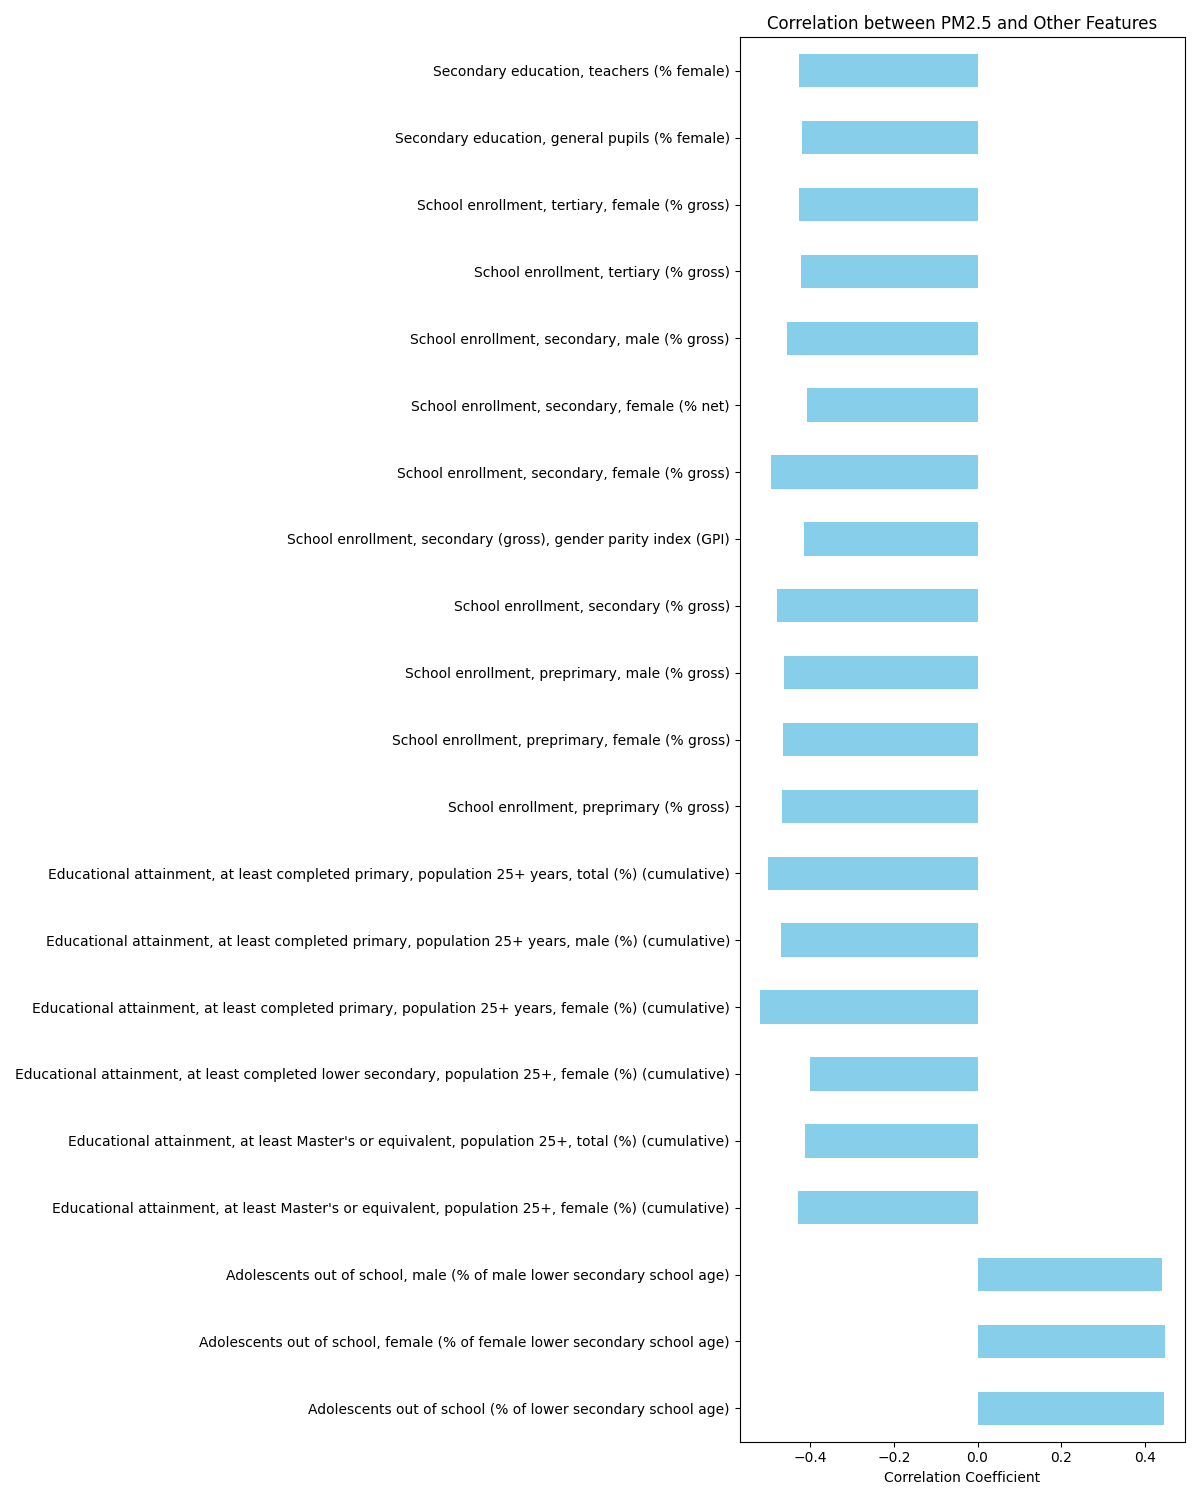 Correlation between PM2.5 and Other Features
Secondary education, teachers (% female)
Secondary education, general pupils (% female)
School enrollment, tertiary, female (% gross)
School enrollment, tertiary (% gross)
School enrollment, secondary, male (% gross)
School enrollment, secondary, female (% net)
School enrollment, secondary, female (% gross)
School enrollment, secondary (gross), gender parity index (GPI)
School enrollment, secondary (% gross)
School enrollment, preprimary, male (% gross)
School enrollment, preprimary, female (% gross)
School enrollment, preprimary (% gross)
Educational attainment, at least completed primary, population 25+ years, total (%) (cumulative)
Educational attainment, at least completed primary, population 25+ years, male (%) (cumulative)
Educational attainment, at least completed primary, population 25+ years, female (%) (cumulative)
Educational attainment, at least completed lower secondary, population 25+, female (%) (cumulative)
Educational attainment, at least Master's or equivalent, population 25+, total (%) (cumulative)
Educational attainment, at least Master's or equivalent, population 25+, female (%) (cumulative)
Adolescents out of school, male (% of male lower secondary school age)
Adolescents out of school, female (% of female lower secondary school age)
Adolescents out of school (% of lower secondary school age)
−0.4 −0.2 0.0 0.2 0.4
Correlation Coefficient